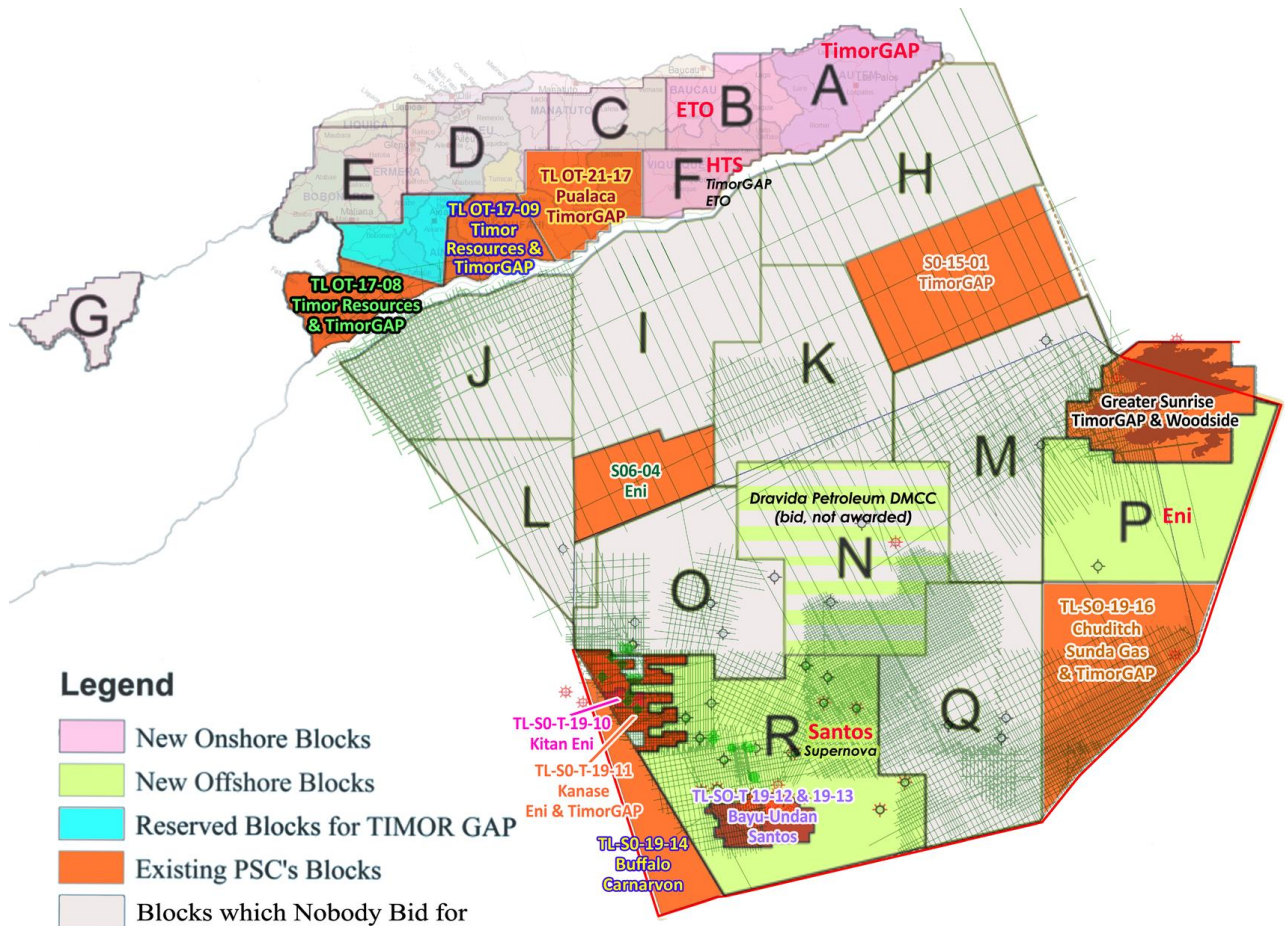 TimorGAP
A
B
ETO
C
D
E
F
HTS
TimorGAP
ETO
BAUCAU
MANATUTO
LIQUICA
ERMERA
TL OT-21-17
Pualaca
TimorGAP
TL OT-17-09
Timor
Resources &
TimorGAP
TL OT-17-08
Timor Resources
& TimorGAP
G
H
S0-15-01
TimorGAP
I
J
K
L
S06-04
Eni
M
Greater Sunrise
TimorGAP & Woodside
Dravida Petroleum DMCC
(bid, not awarded)
N
O
P
Eni
TL-SO-19-16
Chuditch
Sunda Gas
& TimorGAP
Q
R
Santos
Supernova
TL-S0-T-19-10
Kitan Eni
TL-S0-T-19-11
Kanase
Eni & TimorGAP
TL-SO-T 19-12 & 19-13
Bayu-Undan
Santos
TL-S0-19-14
Buffalo
Carnarvon
Legend
New Onshore Blocks
New Offshore Blocks
Reserved Blocks for TIMOR GAP
Existing PSC's Blocks
Blocks which Nobody Bid for